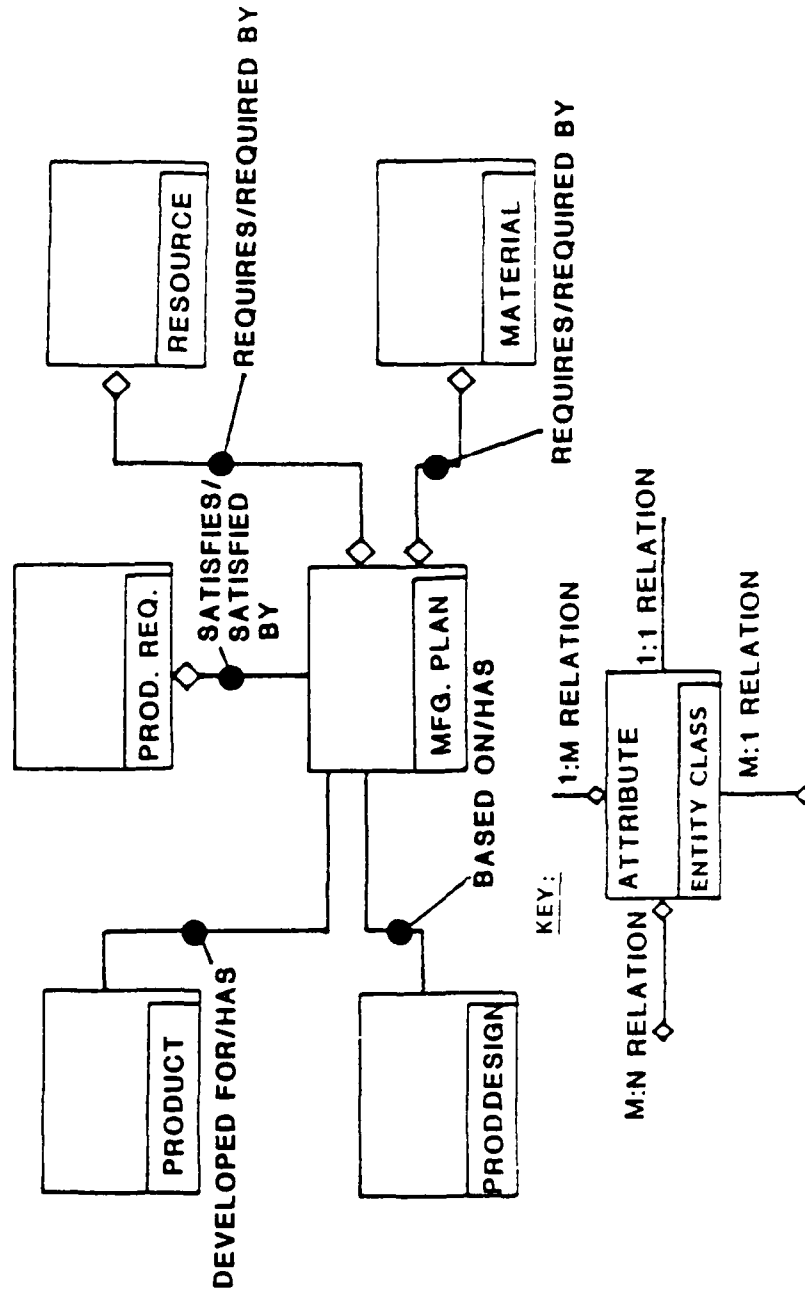 PRODUCT
PROD. REQ.
RESOURCE
DEVELOPED FOR/HAS
SATISFIES/
SATISFIED
BY
REQUIRES/REQUIRED BY
PRODDESIGN
MFG. PLAN
MATERIAL
BASED ON/HAS
REQUIRES/REQUIRED BY
KEY:
1:M RELATION
M:N RELATION
ATTRIBUTE
1:1 RELATION
ENTITY CLASS
M:1 RELATION